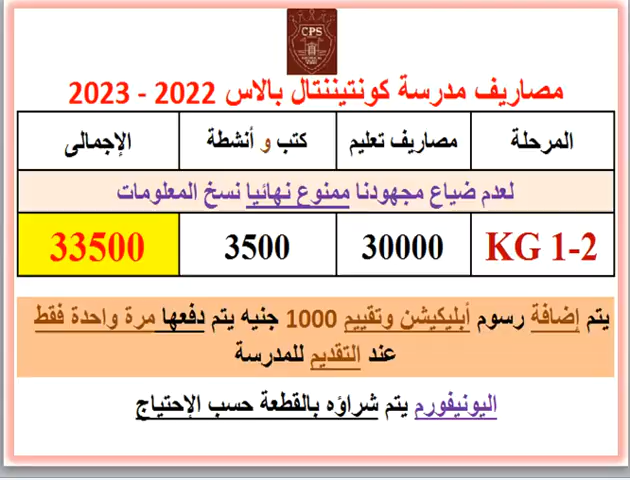 CPS
مصاريف مدرسة كونتيننتال بالاس 2022 - 2023
المرحلة مصاريف تعليم كتب و أنشطة الإجمالى
لعدم ضياع مجهودنا ممنوع نهائيا نسخ المعلومات
KG 1-2 30000 3500 33500
يتم إضافة رسوم أبليكيشن وتقييم 1000 جنيه يتم دفعها مرة واحدة فقط
عند التقديم للمدرسة
اليونيفورم يتم شراؤه بالقطعة حسب الإحتياج